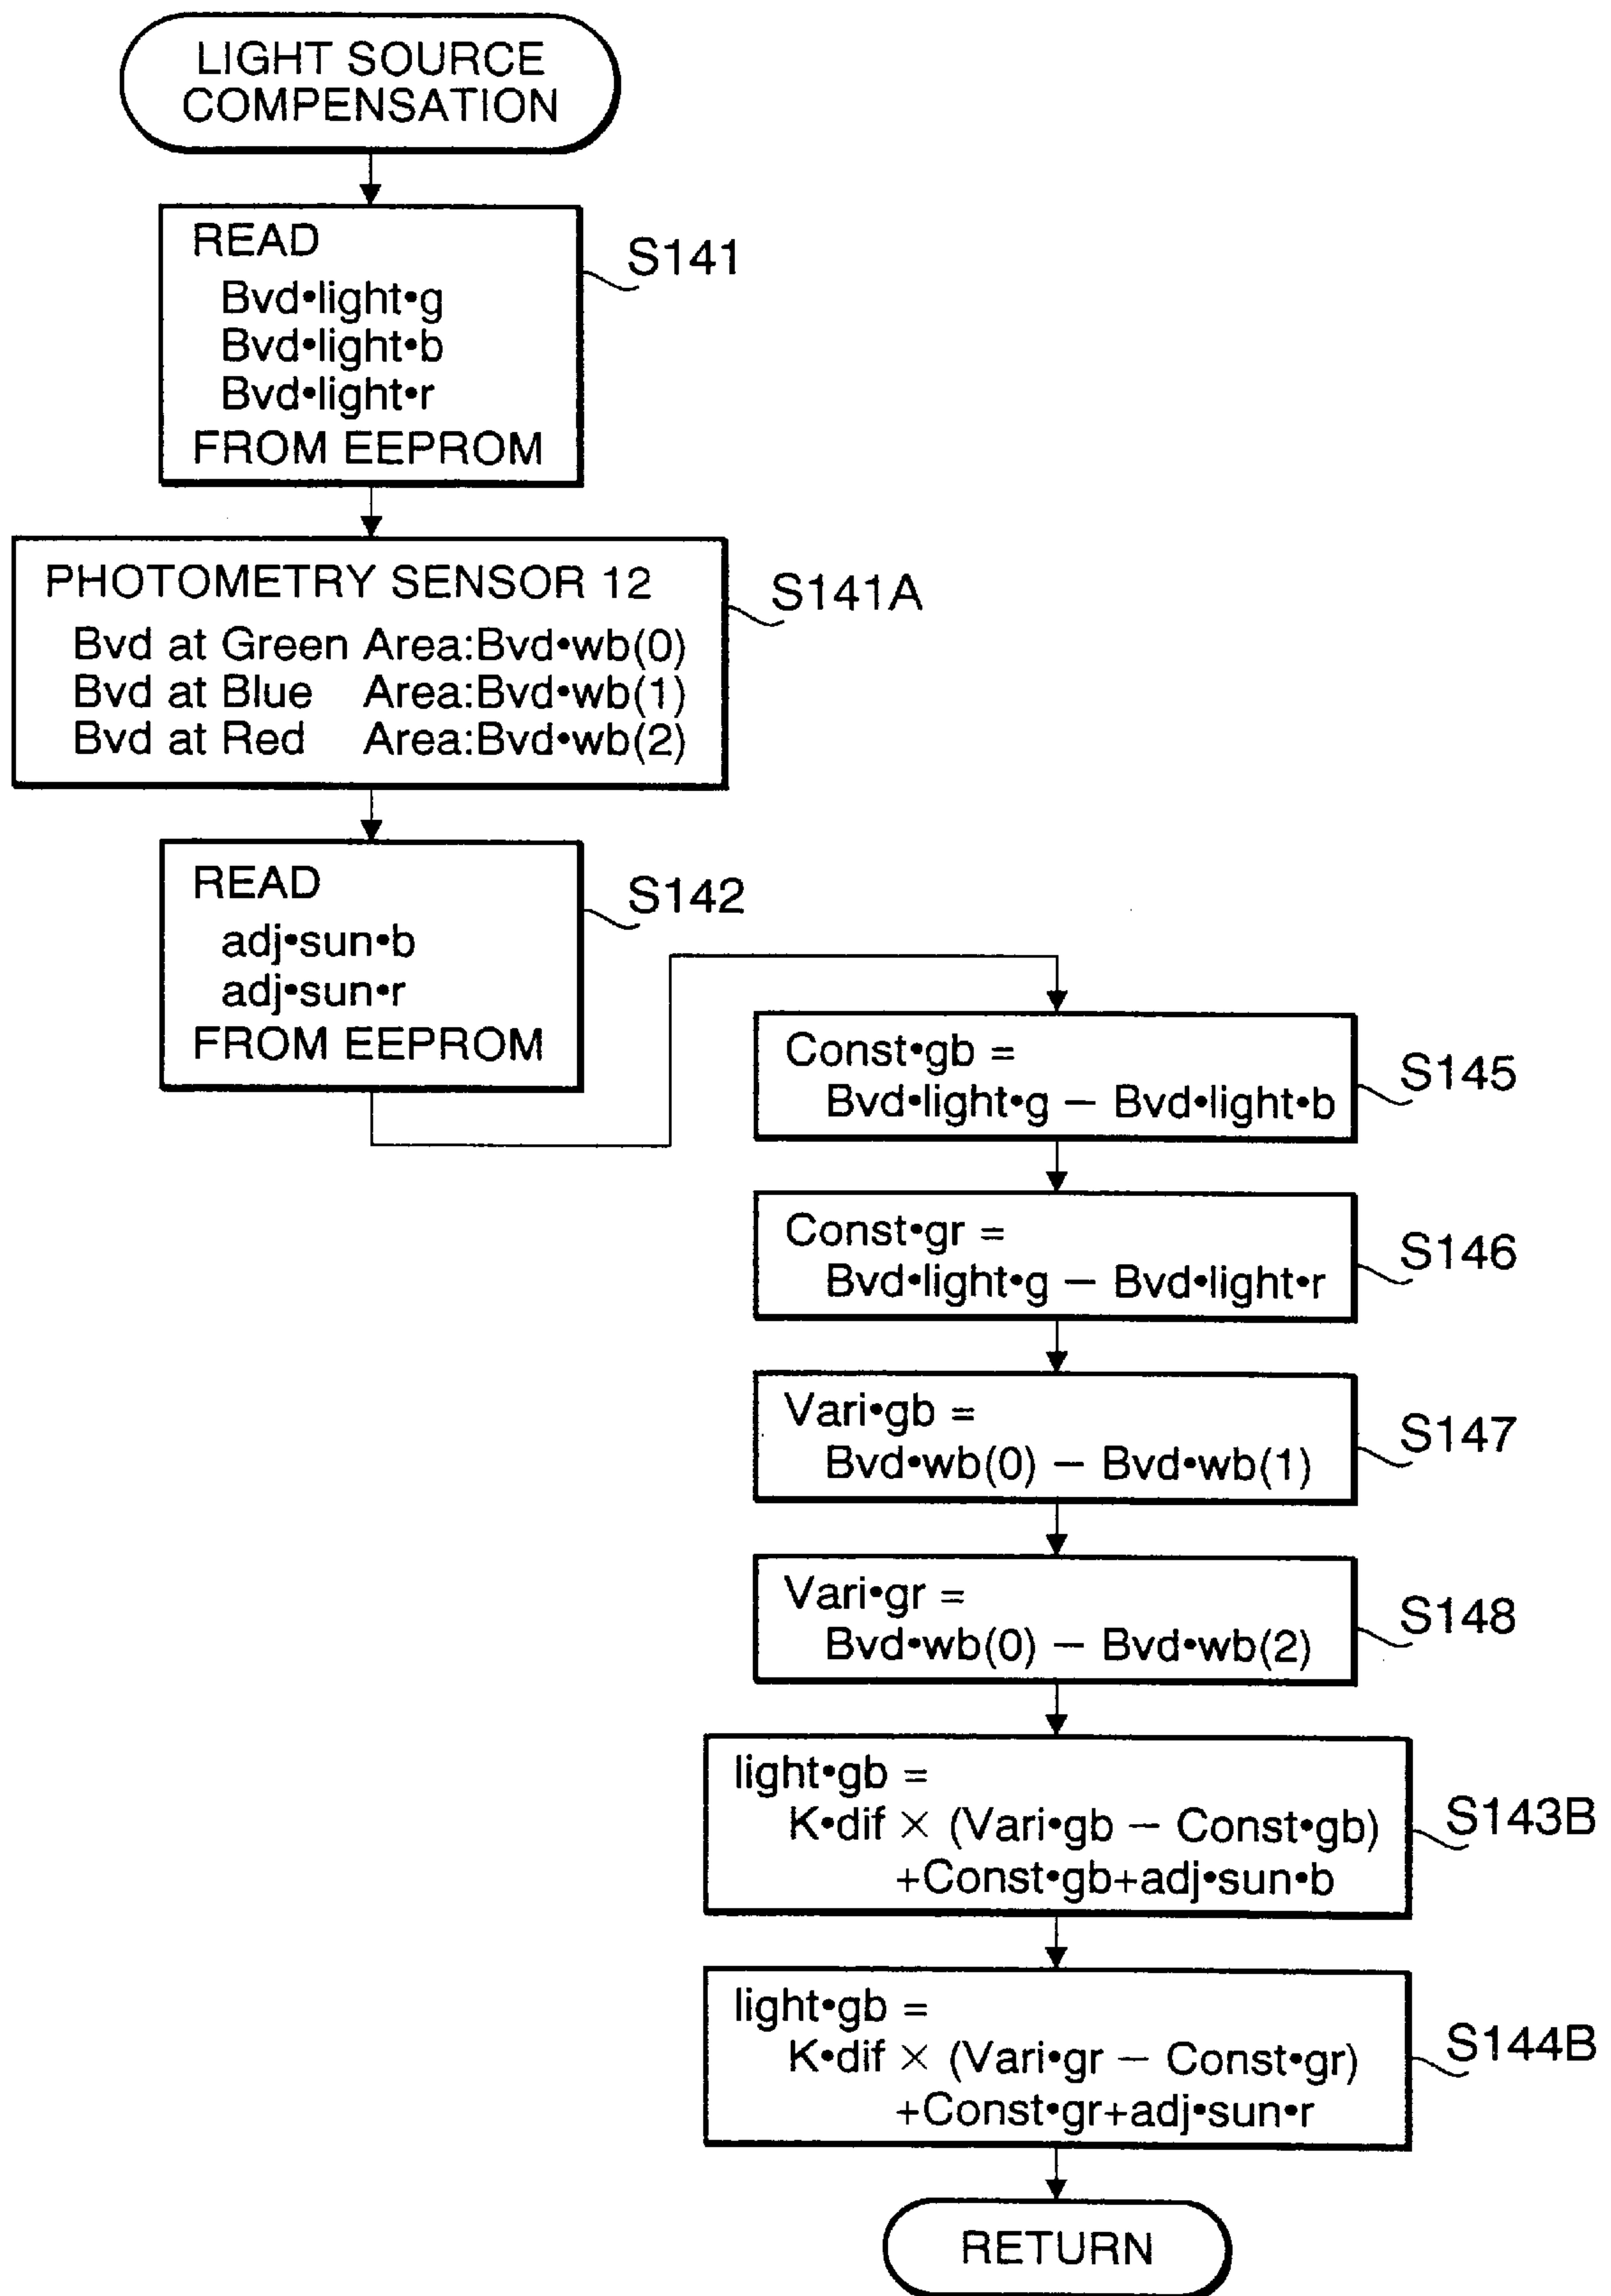 LIGHT SOURCE
COMPENSATION
READ
Bvd•light•g
Bvd•light•b
Bvd•light•r
FROM EEPROM
S141
PHOTOMETRY SENSOR 12
Bvd at Green Area:Bvd•wb(0)
Bvd at Blue Area:Bvd•wb(1)
Bvd at Red Area:Bvd•wb(2)
S141A
READ
adj•sun•b
adj•sun•r
FROM EEPROM
S142
Const•gb =
Bvd•light•g – Bvd•light•b
S145
Const•gr =
Bvd•light•g – Bvd•light•r
S146
Vari•gb =
Bvd•wb(0) – Bvd•wb(1)
S147
Vari•gr =
Bvd•wb(0) – Bvd•wb(2)
S148
light•gb =
K•dif × (Vari•gb – Const•gb)
+Const•gb+adj•sun•b
S143B
light•gb =
K•dif × (Vari•gr – Const•gr)
+Const•gr+adj•sun•r
S144B
RETURN